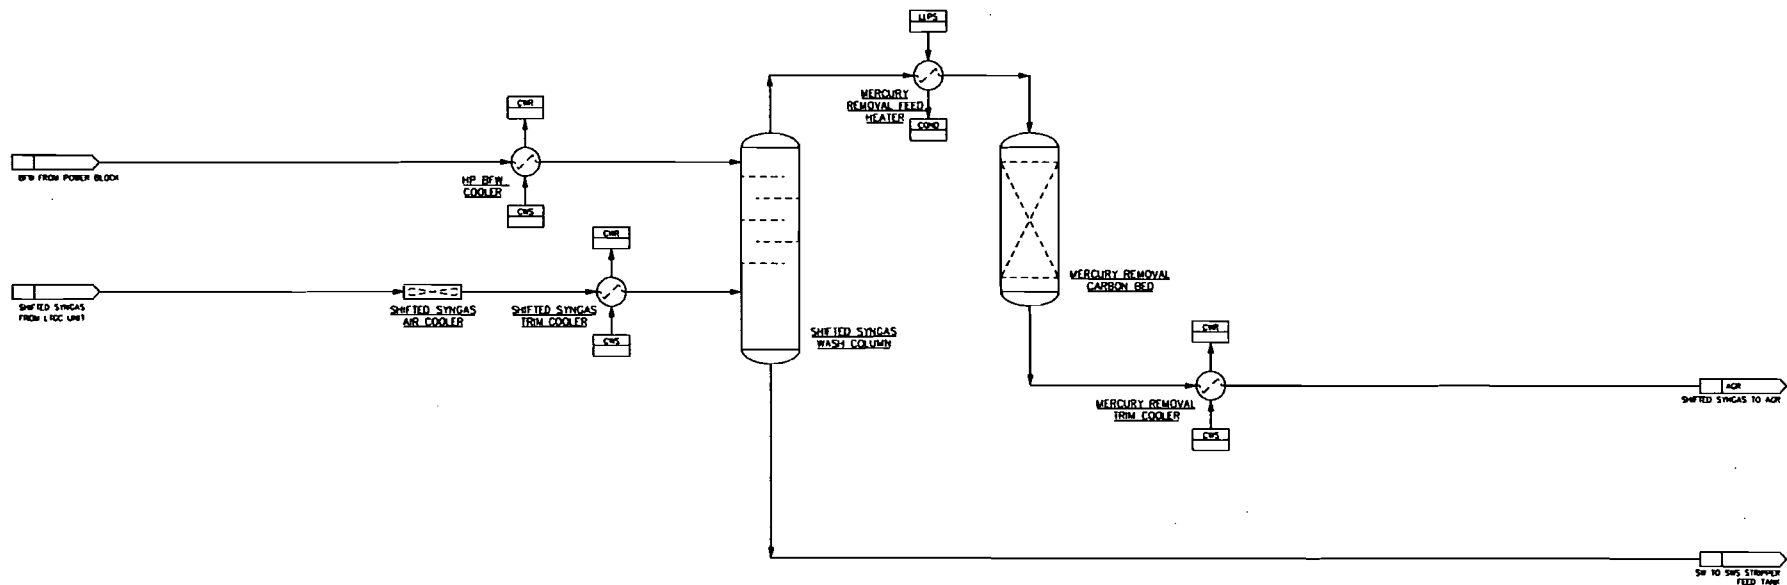 LLPS
MERCURY
REMOVAL FEED
HEATER
COND
CWR
BFW FROM POWER BLOCK
HP BFW
COOLER
CWS
CWR
SHIFTED SYNGAS
FROM LTGC UNIT
SHIFTED SYNGAS
AIR COOLER
SHIFTED SYNGAS
TRIM COOLER
CWS
SHIFTED SYNGAS
WASH COLUMN
MERCURY REMOVAL
CARBON BED
CWR
MERCURY REMOVAL
TRIM COOLER
CWS
AGR
SHIFTED SYNGAS TO AGR
SW TO SWS STRIPPER
FEED TANK